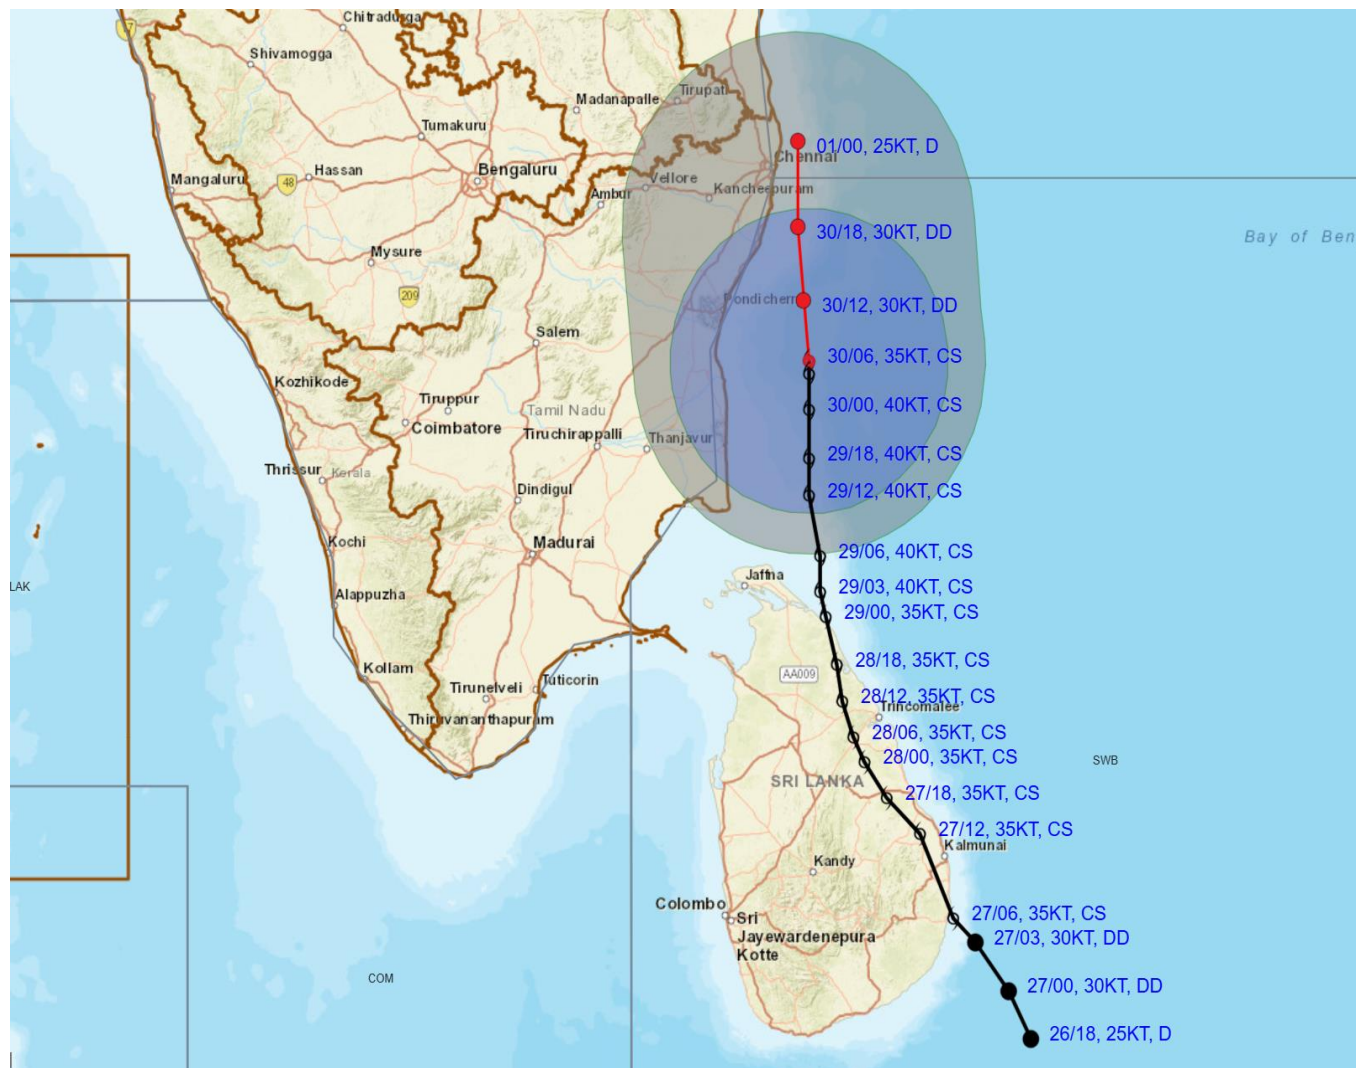 Chitradurga
Shivamogga
Tirupati
Madanapalle
Tumakuru
01/00, 25KT, D
Chennai
Bengaluru
Hassan
Mangaluru
48
Vellore
Kancheepuram
Ambur
30/18, 30KT, DD
Bay of Ben
Mysure
209
Pondicherr
30/12, 30KT, DD
Salem
30/06, 35KT, CS
Kozhikode
Tiruppur
Tamil Nadu
30/00, 40KT, CS
Coimbatore
Tiruchirappalli
Thanjavur
29/18, 40KT, CS
Thrissur
Kerala
Dindigul
29/12, 40KT, CS
Kochi
Madurai
29/06, 40KT, CS
Jaffna
LAK
29/03, 40KT, CS
Alappuzha
29/00, 35KT, CS
Kollam
28/18, 35KT, CS
AA009
Tirunelveli
Tuticorin
28/12, 35KT, CS
Trincomalee
Thiruvananthapuram
28/06, 35KT, CS
28/00, 35KT, CS
SWB
SRI LANKA
27/18, 35KT, CS
27/12, 35KT, CS
Kalmunai
Kandy
Colombo
Sri
Jayewardenepura
Kotte
27/06, 35KT, CS
27/03, 30KT, DD
COM
27/00, 30KT, DD
26/18, 25KT, D